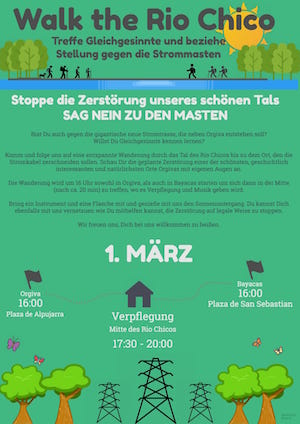 Walk the Rio Chico
Treffe Gleichgesinnte und beziehe
Stellung gegen die Strommasten
Stoppe die Zerstörung unseres schönen Tals
SAG NEIN ZU DEN MASTEN
Bist Du auch gegen die gigantische neue Stromtrasse, die neben Orgiva entstehen soll?
Willst Du Gleichgesinnte kennen lernen?
Komm und folge uns auf eine entspannte Wanderung durch das Tal des Rio Chico bis zu dem Ort, den die
Stromkabel zerschneiden sollen. Schau Dir die geplante Zerstörung einer der schönsten, geschichtlich
interessanten und natürlichsten Orte Orgivas mit eigenen Augen an.
Die Wanderung wird um 16 Uhr sowohl in Orgiva, als auch in Bayacas starten um sich dann in der Mitte
(nach ca. 20 min) zu treffen, wo es Verpflegung und Musik geben wird.
Bring ein Instrument und eine Flasche mit und genieße mit uns den Sonnenuntergang. Du kannst Dich
ebenfalls mit uns vernetzen wie Du mithelfen kannst, die Zerstörung auf legale Weise zu stoppen.
Wir freuen uns, Dich bei uns willkommen zu heißen.
1. MÄRZ
Orgiva
16:00
Plaza de Alpujarra
Bayacas
16:00
Plaza de San Sebastian
Verpflegung
Mitte des Rio Chicos
17:30 - 20:00